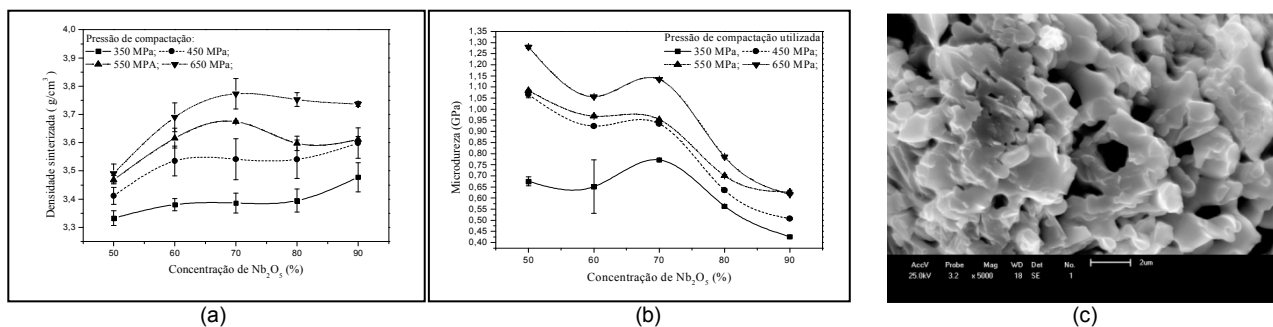 Pressão de compactação:
350 MPa; 450 MPa;
550 MPA; 650 MPa;
4,0
3,9
3,8
3,7
3,6
3,5
3,4
3,3
Densidade sinterizada ( g/cm³
50 60 70 80 90
Concentração de Nb₂O₅ (%)
(a)
Pressão de compactação utilizada
350 MPa, 450 MPa;
550 MPa; 650 MPa;
1,35
1,30
1,25
1,20
1,15
1,10
1,05
1,00
0,95
0,90
0,85
0,80
0,75
0,70
0,65
0,60
0,55
0,50
0,45
0,40
Microdureza (GPa)
50 60 70 80 90
Concentração de Nb₂O₅ (%)
(b)
AccV Probe Mag WD Det No.
25.0kV 3.2 x 5000 18 SE 1
2um
(c)